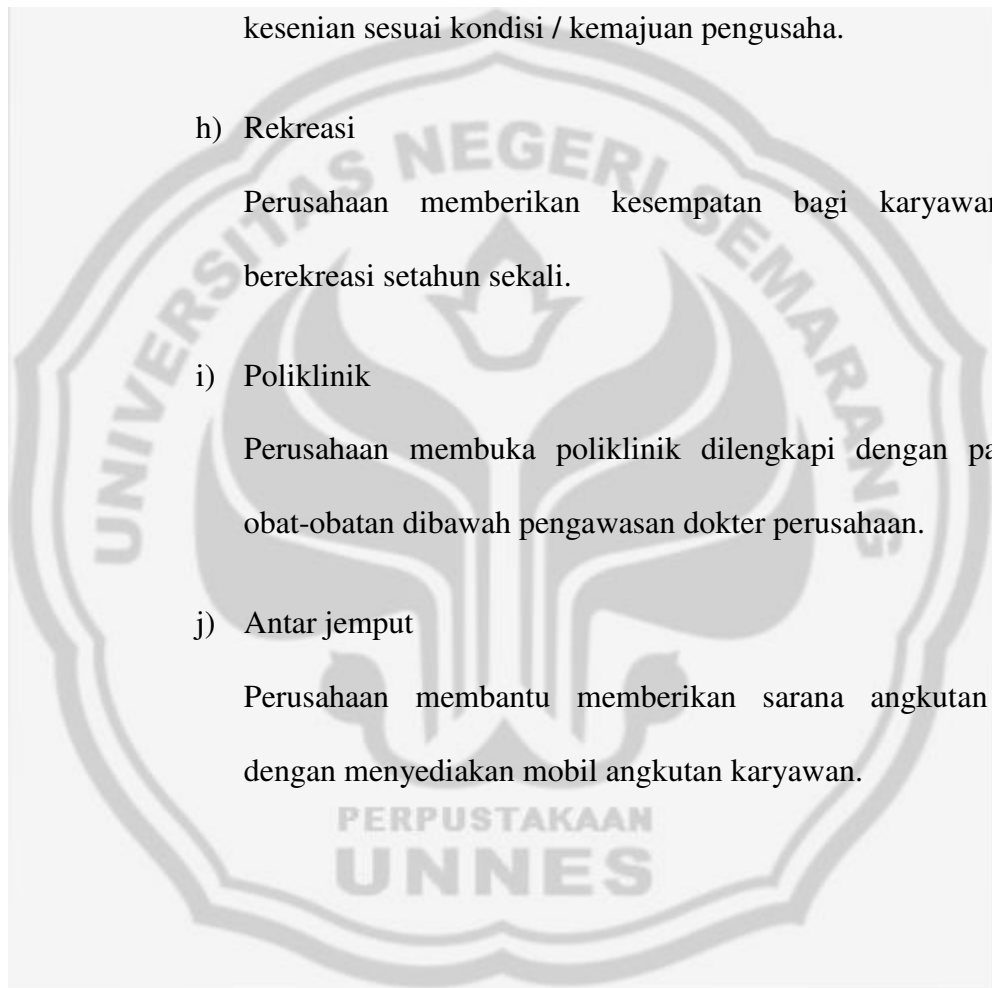 kesenian sesuai kondisi / kemajuan pengusaha.
h) Rekreasi
Perusahaan memberikan kesempatan bagi
berekreasi setahun sekali.
i) Poliklinik
Perusahaan membuka poliklinik dilengkapi dengan
obat-obatan dibawah pengawasan dokter perusahaan.
j) Antar jemput
Perusahaan membantu memberikan sarana angkutan
dengan menyediakan mobil angkutan karyawan.
UNIVERSITAS NEGERI SEMARANG
PERPUSTAKAAN
UNNES